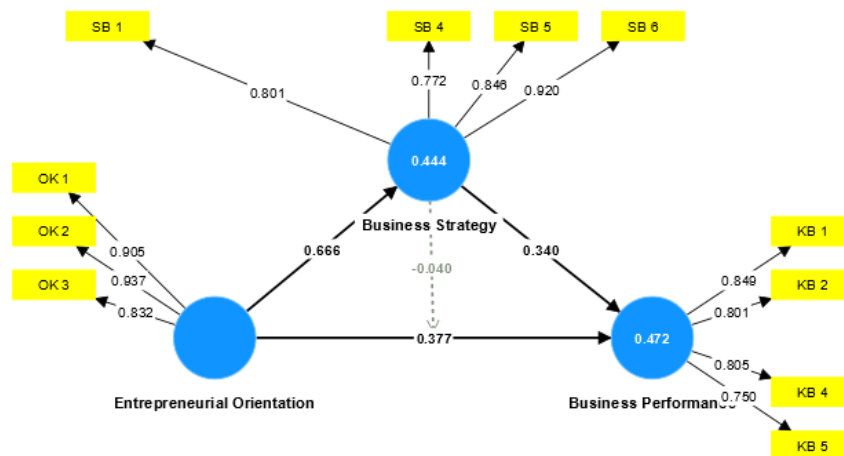 SB 1
SB 4
SB 5
SB 6
0.801
0.772
0.846
0.920
0.444
OK 1
OK 2
OK 3
0.905
0.937
0.832
Business Strategy
0.666
0.340
-0.040
0.377
KB 1
KB 2
KB 4
KB 5
0.849
0.801
0.805
0.750
0.472
Entrepreneurial Orientation
Business Performance